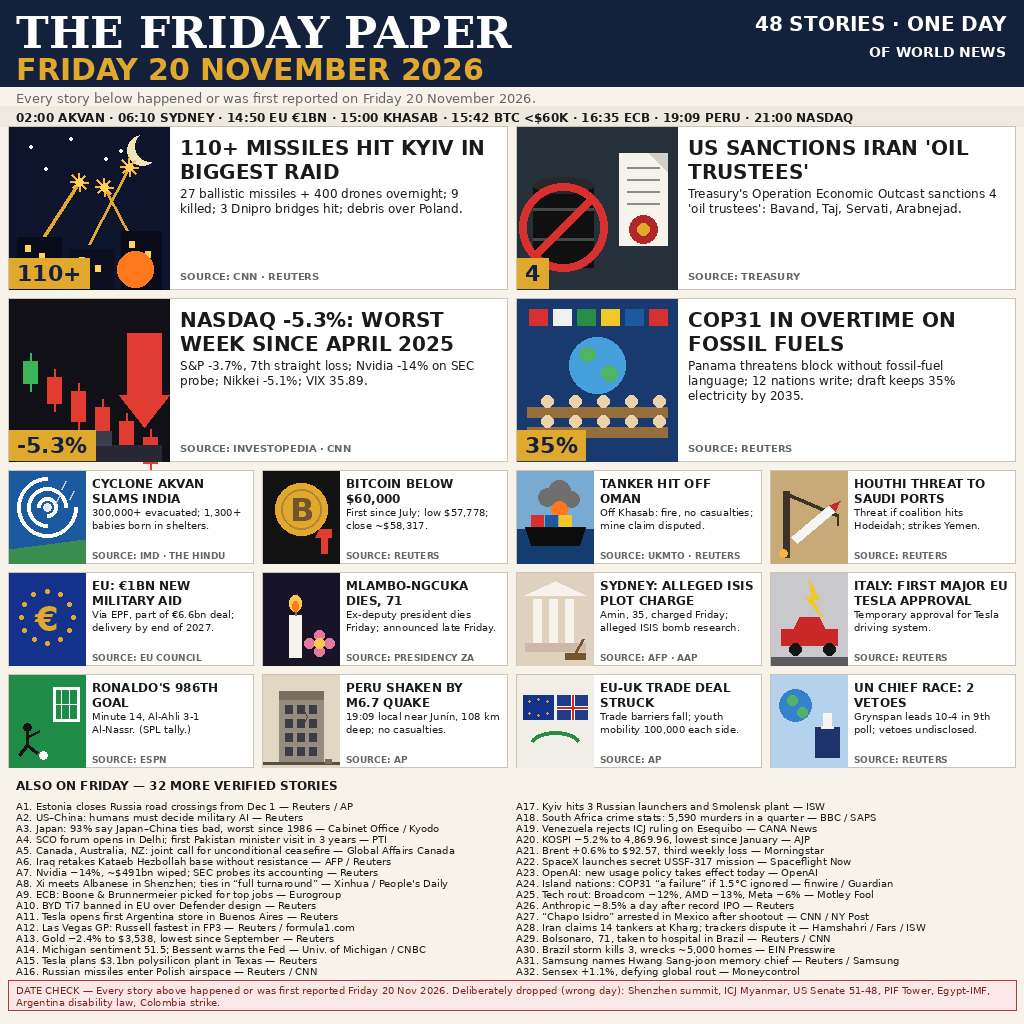 THE FRIDAY PAPER
48 STORIES · ONE DAY
FRIDAY 20 NOVEMBER 2026
OF WORLD NEWS
Every story below happened or was first reported on Friday 20 November 2026.
02:00 AKVAN · 06:10 SYDNEY · 14:50 EU €1BN · 15:00 KHASAB · 15:42 BTC <$60K · 16:35 ECB · 19:09 PERU · 21:00 NASDAQ
110+ MISSILES HIT KYIV IN
BIGGEST RAID
27 ballistic missiles + 400 drones overnight; 9
killed; 3 Dnipro bridges hit; debris over Poland.
110+
SOURCE: CNN · REUTERS
US SANCTIONS IRAN 'OIL
TRUSTEES'
Treasury's Operation Economic Outcast sanctions 4
'oil trustees': Bavand, Taj, Servati, Arabnejad.
4
SOURCE: TREASURY
NASDAQ -5.3%: WORST
WEEK SINCE APRIL 2025
S&P -3.7%, 7th straight loss; Nvidia -14% on SEC
probe; Nikkei -5.1%; VIX 35.89.
-5.3%
SOURCE: INVESTOPEDIA · CNN
COP31 IN OVERTIME ON
FOSSIL FUELS
Panama threatens block without fossil-fuel
language; 12 nations write; draft keeps 35%
electricity by 2035.
35%
SOURCE: REUTERS
CYCLONE AKVAN
SLAMS INDIA
300,000+ evacuated; 1,300+
babies born in shelters.
SOURCE: IMD · THE HINDU
B
BITCOIN BELOW
$60,000
First since July; low $57,778;
close ~$58,317.
SOURCE: REUTERS
TANKER HIT OFF
OMAN
Off Khasab: fire, no casualties;
mine claim disputed.
SOURCE: UKMTO · REUTERS
HOUTHI THREAT TO
SAUDI PORTS
Threat if coalition hits
Hodeidah; strikes Yemen.
SOURCE: REUTERS
€
EU: €1BN NEW
MILITARY AID
Via EPF, part of €6.6bn deal;
delivery by end of 2027.
SOURCE: EU COUNCIL
MLAMBO-NGCUKA
DIES, 71
Ex-deputy president dies
Friday; announced late Friday.
SOURCE: PRESIDENCY ZA
SYDNEY: ALLEGED ISIS
PLOT CHARGE
Amin, 35, charged Friday;
alleged ISIS bomb research.
SOURCE: AFP · AAP
ITALY: FIRST MAJOR EU
TESLA APPROVAL
Temporary approval for Tesla
driving system.
SOURCE: REUTERS
RONALDO'S 986TH
GOAL
Minute 14, Al-Ahli 3-1
Al-Nassr. (SPL tally.)
SOURCE: ESPN
PERU SHAKEN BY
M6.7 QUAKE
19:09 local near Junín, 108 km
deep; no casualties.
SOURCE: AP
EU-UK TRADE DEAL
STRUCK
Trade barriers fall; youth
mobility 100,000 each side.
SOURCE: AP
UN CHIEF RACE: 2
VETOES
Grynspan leads 10-4 in 9th
poll; vetoes undisclosed.
SOURCE: REUTERS
ALSO ON FRIDAY — 32 MORE VERIFIED STORIES
A1. Estonia closes Russia road crossings from Dec 1 — Reuters / AP
A2. US–China: humans must decide military AI — Reuters
A3. Japan: 93% say Japan–China ties bad, worst since 1986 — Cabinet Office / Kyodo
A4. SCO forum opens in Delhi; first Pakistan minister visit in 3 years — PTI
A5. Canada, Australia, NZ: joint call for unconditional ceasefire — Global Affairs Canada
A6. Iraq retakes Kataeb Hezbollah base without resistance — AFP / Reuters
A7. Nvidia −14%, ~$491bn wiped; SEC probes its accounting — Reuters
A8. Xi meets Albanese in Shenzhen; ties in “full turnaround” — Xinhua / People's Daily
A9. ECB: Boone & Brunnermeier picked for top jobs — Eurogroup
A10. BYD Ti7 banned in EU over Defender design — Reuters
A11. Tesla opens first Argentina store in Buenos Aires — Reuters
A12. Las Vegas GP: Russell fastest in FP3 — Reuters / formula1.com
A13. Gold −2.4% to $3,538, lowest since September — Reuters
A14. Michigan sentiment 51.5; Bessent warns the Fed — Univ. of Michigan / CNBC
A15. Tesla plans $3.1bn polysilicon plant in Texas — Reuters
A16. Russian missiles enter Polish airspace — Reuters / CNN
A17. Kyiv hits 3 Russian launchers and Smolensk plant — ISW
A18. South Africa crime stats: 5,590 murders in a quarter — BBC / SAPS
A19. Venezuela rejects ICJ ruling on Esequibo — CANA News
A20. KOSPI −5.2% to 4,869.96, lowest since January — AJP
A21. Brent +0.6% to $92.57, third weekly loss — Morningstar
A22. SpaceX launches secret USSF-317 mission — Spaceflight Now
A23. OpenAI: new usage policy takes effect today — OpenAI
A24. Island nations: COP31 “a failure” if 1.5°C ignored — finwire / Guardian
A25. Tech rout: Broadcom −12%, AMD −13%, Meta −6% — Motley Fool
A26. Anthropic −8.5% a day after record IPO — Reuters
A27. “Chapo Isidro” arrested in Mexico after shootout — CNN / NY Post
A28. Iran claims 14 tankers at Kharg; trackers dispute it — Hamshahri / Fars / ISW
A29. Bolsonaro, 71, taken to hospital in Brazil — Reuters / CNN
A30. Brazil storm kills 3, wrecks ~5,000 homes — EIN Presswire
A31. Samsung names Hwang Sang-joon memory chief — Reuters / Samsung
A32. Sensex +1.1%, defying global rout — Moneycontrol
DATE CHECK — Every story above happened or was first reported Friday 20 Nov 2026. Deliberately dropped (wrong day): Shenzhen summit, ICJ Myanmar, US Senate 51-48, PIF Tower, Egypt-IMF,
Argentina disability law, Colombia strike.